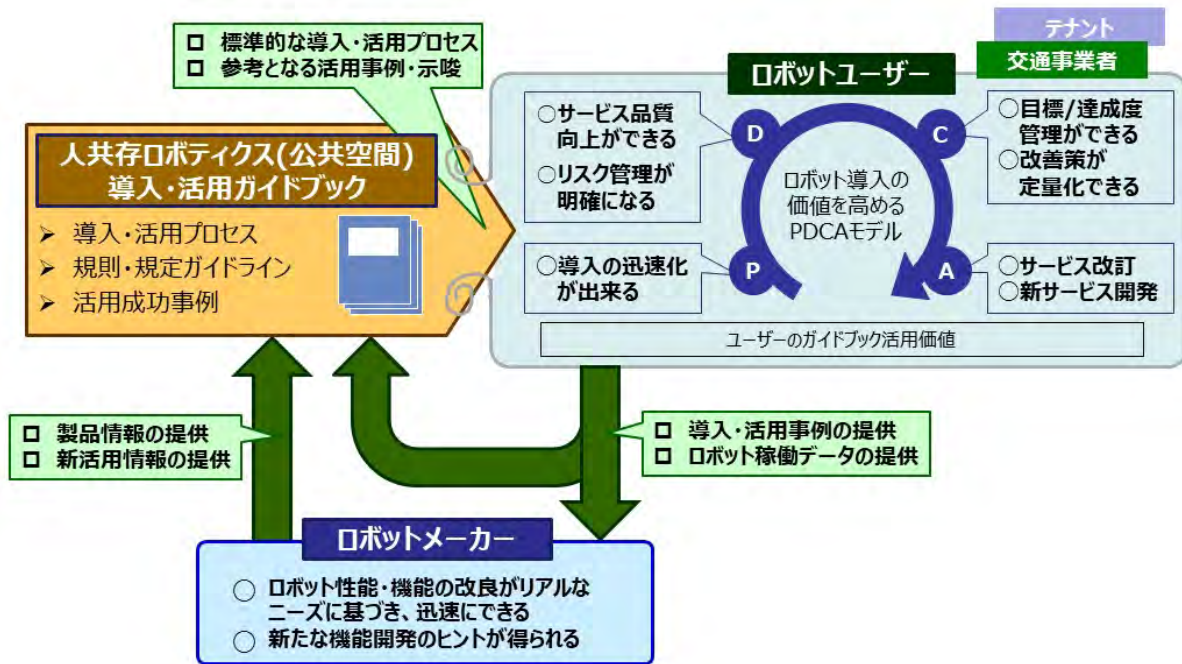 □ 標準的な導入・活用プロセス
□ 参考となる活用事例・示唆
テナント
交通事業者
ロボットユーザー
人共存ロボティクス(公共空間)
導入・活用ガイドブック
➢ 導入・活用プロセス
➢ 規則・規定ガイドライン
➢ 活用成功事例
○サービス品質
向上ができる
○リスク管理が
明確になる
D
C
○目標/達成度
管理ができる
○改善策が
定量化できる
ロボット導入の
価値を高める
PDCAモデル
○導入の迅速化
が出来る
P
A
○サービス改訂
○新サービス開発
ユーザーのガイドブック活用価値
□ 製品情報の提供
□ 新活用情報の提供
□ 導入・活用事例の提供
□ ロボット稼働データの提供
ロボットメーカー
○ ロボット性能・機能の改良がリアルな
ニーズに基づき、迅速にできる
○ 新たな機能開発のヒントが得られる